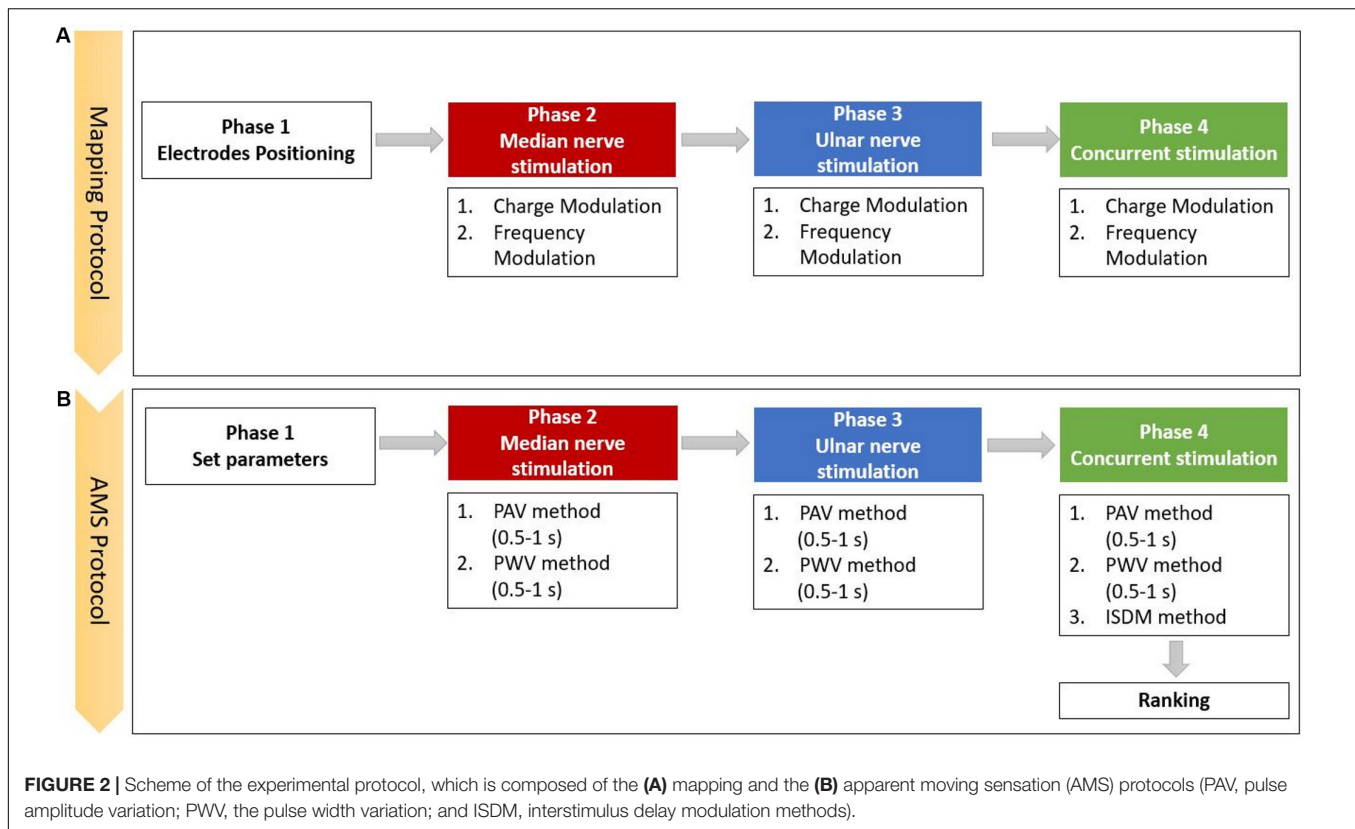 A
Mapping Protocol
Phase 1
Electrodes Positioning
Phase 2
Median nerve
stimulation
1. Charge Modulation
2. Frequency
Modulation
Phase 3
Ulnar nerve
stimulation
1. Charge Modulation
2. Frequency
Modulation
Phase 4
Concurrent stimulation
1. Charge Modulation
2. Frequency
Modulation
B
AMS Protocol
Phase 1
Set parameters
Phase 2
Median nerve
stimulation
1. PAV method
(0.5-1 s)
2. PWV method
(0.5-1 s)
Phase 3
Ulnar nerve
stimulation
1. PAV method
(0.5-1 s)
2. PWV method
(0.5-1 s)
Phase 4
Concurrent stimulation
1. PAV method
(0.5-1 s)
2. PWV method
(0.5-1 s)
3. ISDM method
Ranking
FIGURE 2 | Scheme of the experimental protocol, which is composed of the (A) mapping and the (B) apparent moving sensation (AMS) protocols (PAV, pulse
amplitude variation; PWV, the pulse width variation; and ISDM, interstimulus delay modulation methods).